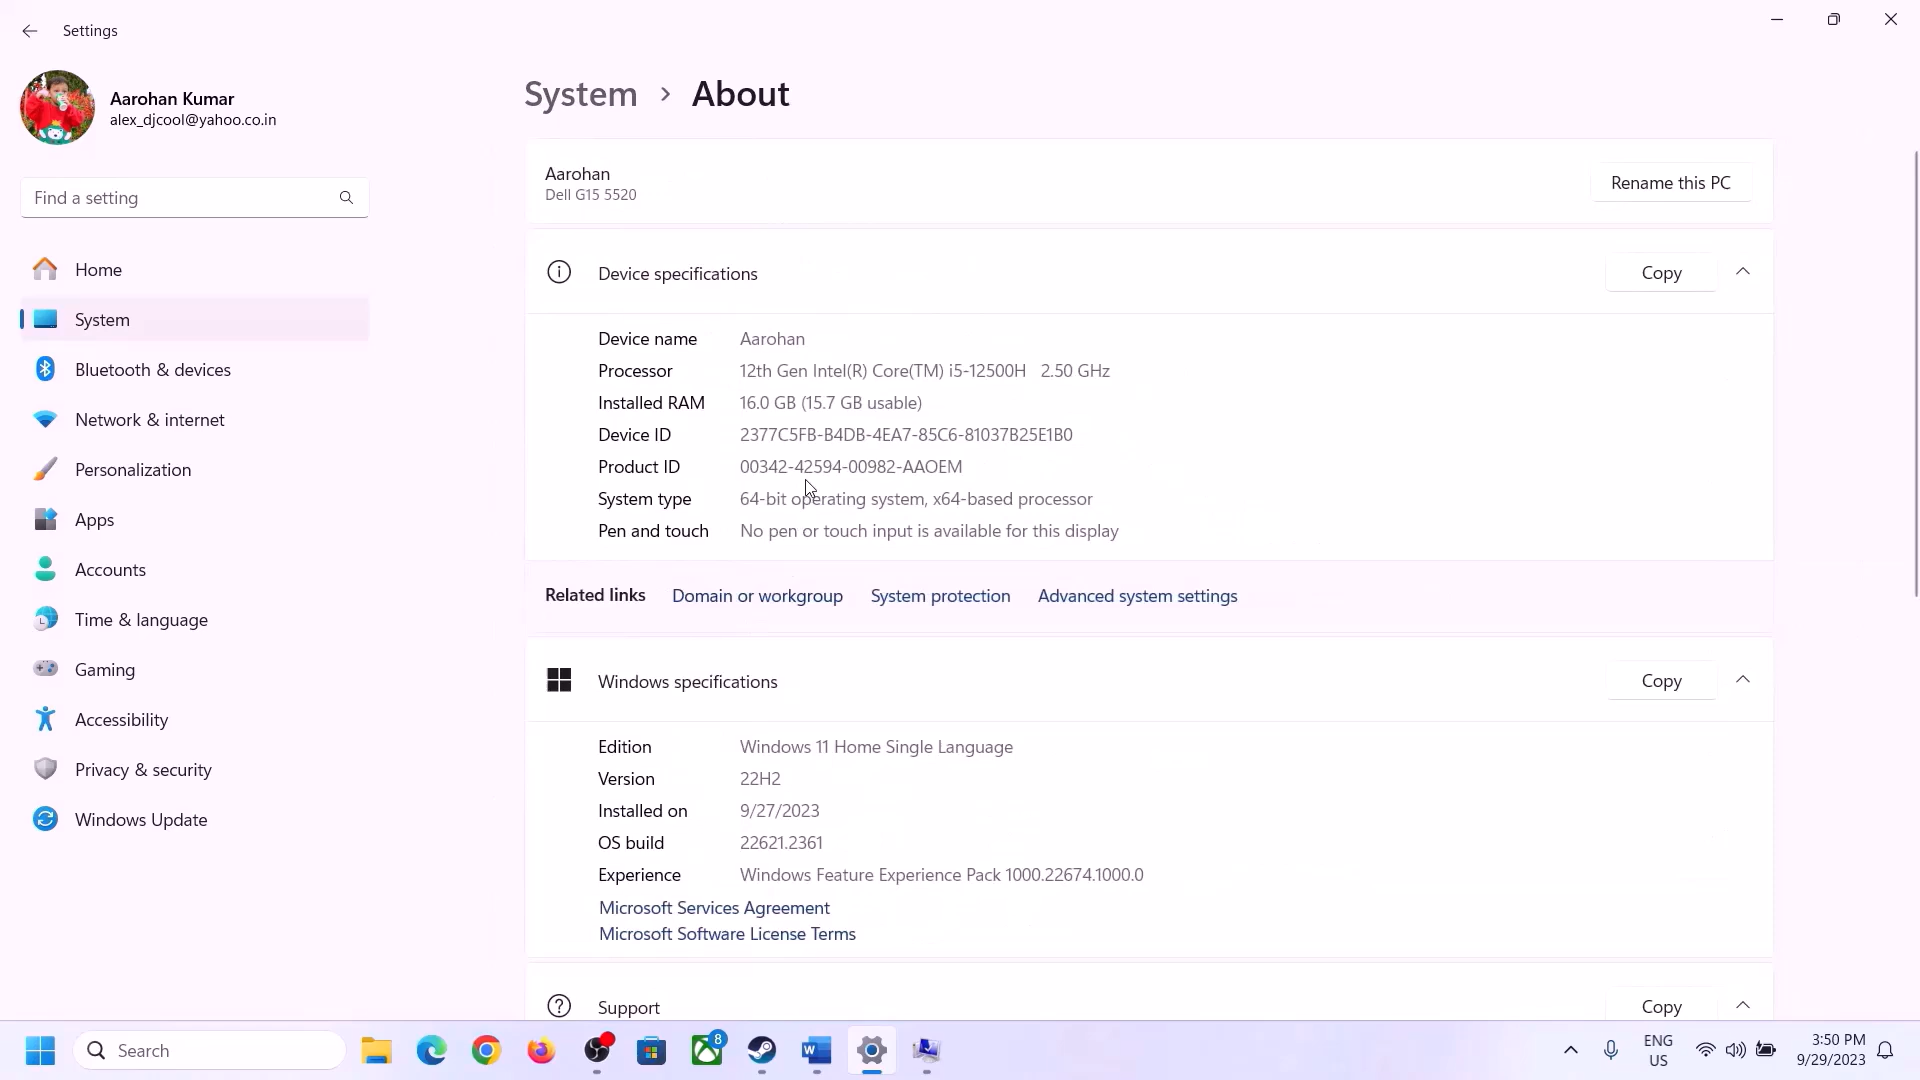 Settings
Aarohan Kumar
alex_djcool@yahoo.co.in
Find a setting
Home
System
Bluetooth & devices
Network & internet
Personalization
Apps
Accounts
Time & language
Gaming
Accessibility
Privacy & security
Windows Update
System > About
Aarohan
Dell G15 5520
Rename this PC
Device specifications
Copy
Device name Aarohan
Processor 12th Gen Intel(R) Core(TM) i5-12500H 2.50 GHz
Installed RAM 16.0 GB (15.7 GB usable)
Device ID 2377C5FB-B4DB-4EA7-85C6-81037B25E1B0
Product ID 00342-42594-00982-AAOEM
System type 64-bit operating system, x64-based processor
Pen and touch No pen or touch input is available for this display
Related links Domain or workgroup System protection Advanced system settings
Windows specifications
Copy
Edition Windows 11 Home Single Language
Version 22H2
Installed on 9/27/2023
OS build 22621.2361
Experience Windows Feature Experience Pack 1000.22674.1000.0
Microsoft Services Agreement
Microsoft Software License Terms
Support
Copy
Search
8
ENG
US
3:50 PM
9/29/2023